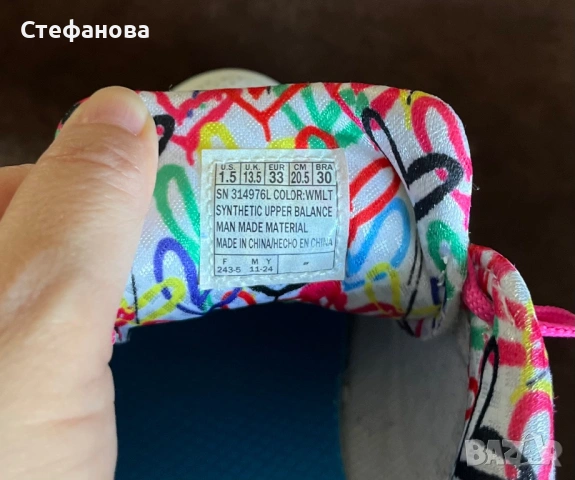 Стефанова
U.S. U.K. EUR CM BRA
1.5 13.5 33 20.5 30
SN 314976L COLOR:WMLT
SYNTHETIC UPPER BALANCE
MAN MADE MATERIAL
MADE IN CHINA/HECHO EN CHINA
F M Y -
243-5 11-24
BAZAR